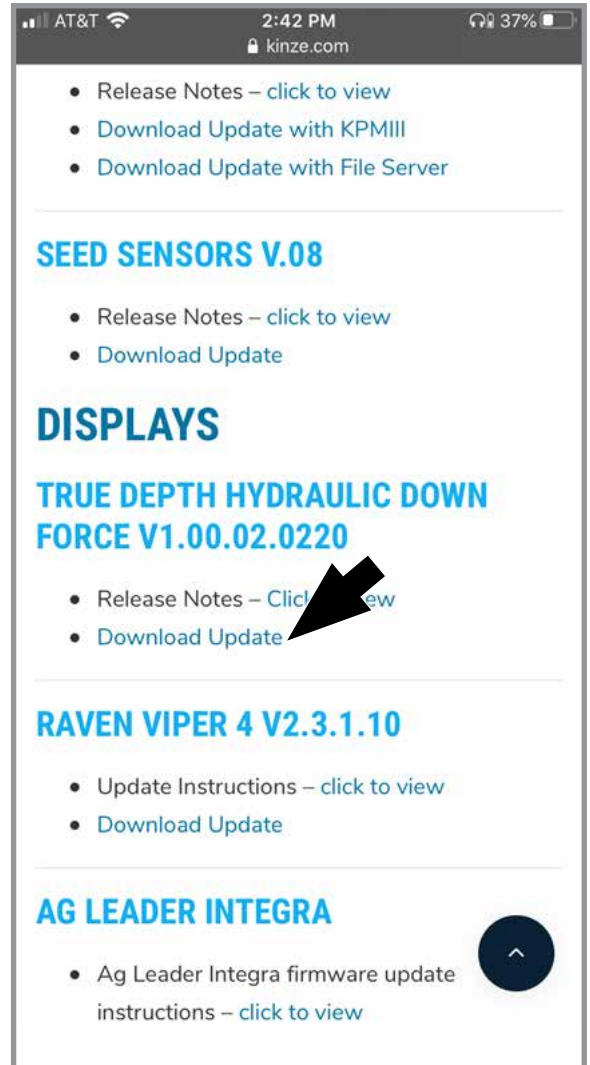 AT&T 2:42 PM 37%
kinze.com
• Release Notes – click to view
• Download Update with KPMIII
• Download Update with File Server
SEED SENSORS V.08
• Release Notes – click to view
• Download Update
DISPLAYS
TRUE DEPTH HYDRAULIC DOWN
FORCE V1.00.02.0220
• Release Notes –
• Download Update
RAVEN VIPER 4 V2.3.1.10
• Update Instructions – click to view
• Download Update
AG LEADER INTEGRA
• Ag Leader Integra firmware update
instructions – click to view